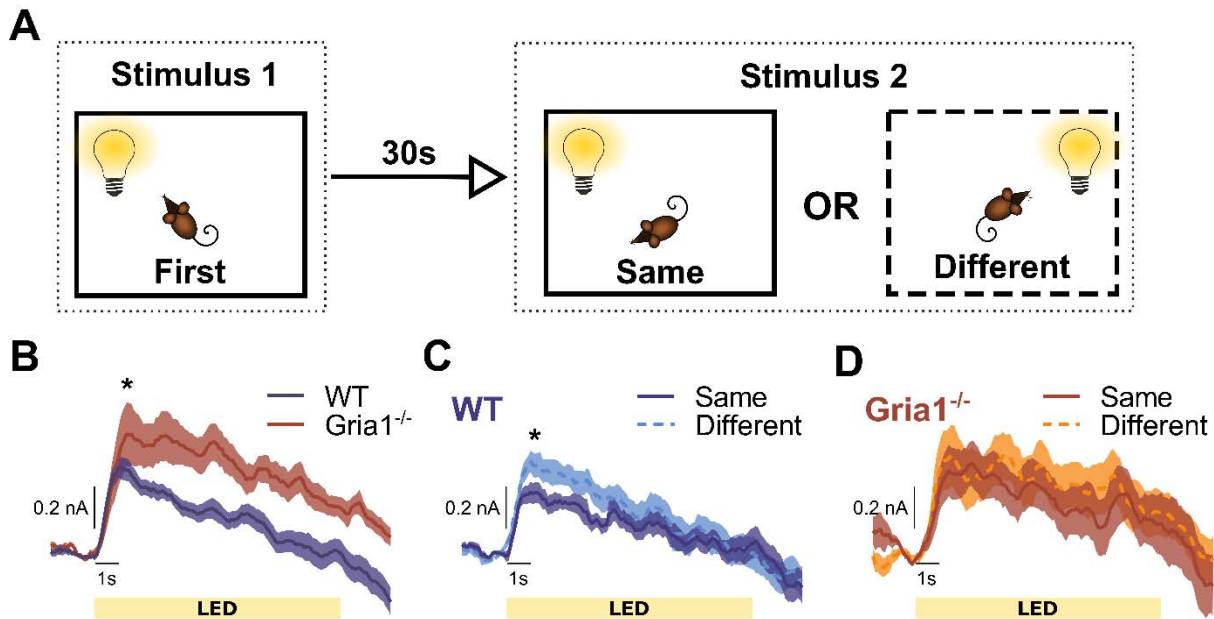 A
Stimulus 1
First
30s
Stimulus 2
Same
OR
Different
B
WT
Gria1-/-
*
0.2 nA
1s
LED
C
WT
Same
Different
*
0.2 nA
1s
LED
D
Gria1-/-
Same
Different
0.2 nA
1s
LED